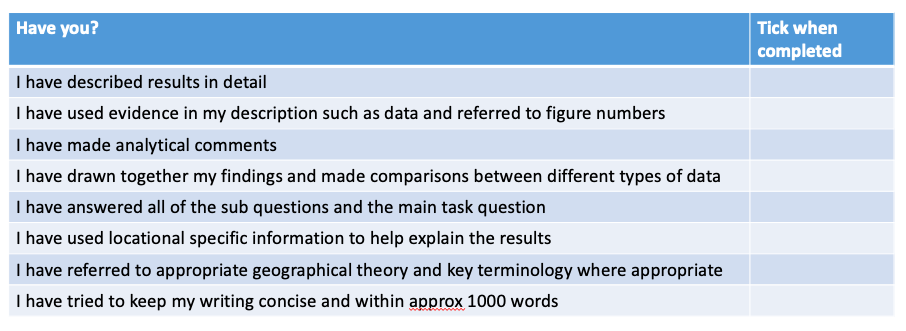 Have you?
Tick when
completed
I have described results in detail
I have used evidence in my description such as data and referred to figure numbers
I have made analytical comments
I have drawn together my findings and made comparisons between different types of data
I have answered all of the sub questions and the main task question
I have used locational specific information to help explain the results
I have referred to appropriate geographical theory and key terminology where appropriate
I have tried to keep my writing concise and within approx 1000 words